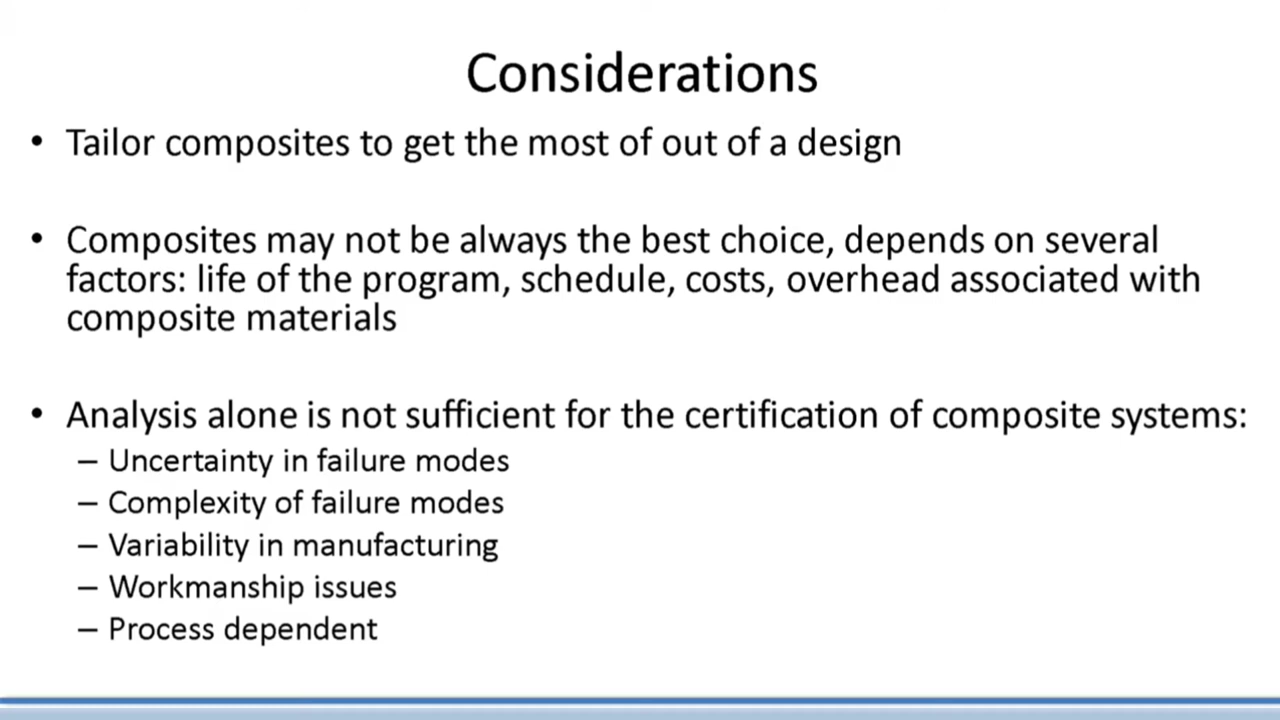 Considerations
• Tailor composites to get the most of out of a design
• Composites may not be always the best choice, depends on several
factors: life of the program, schedule, costs, overhead associated with
composite materials
• Analysis alone is not sufficient for the certification of composite systems:
– Uncertainty in failure modes
– Complexity of failure modes
– Variability in manufacturing
– Workmanship issues
– Process dependent